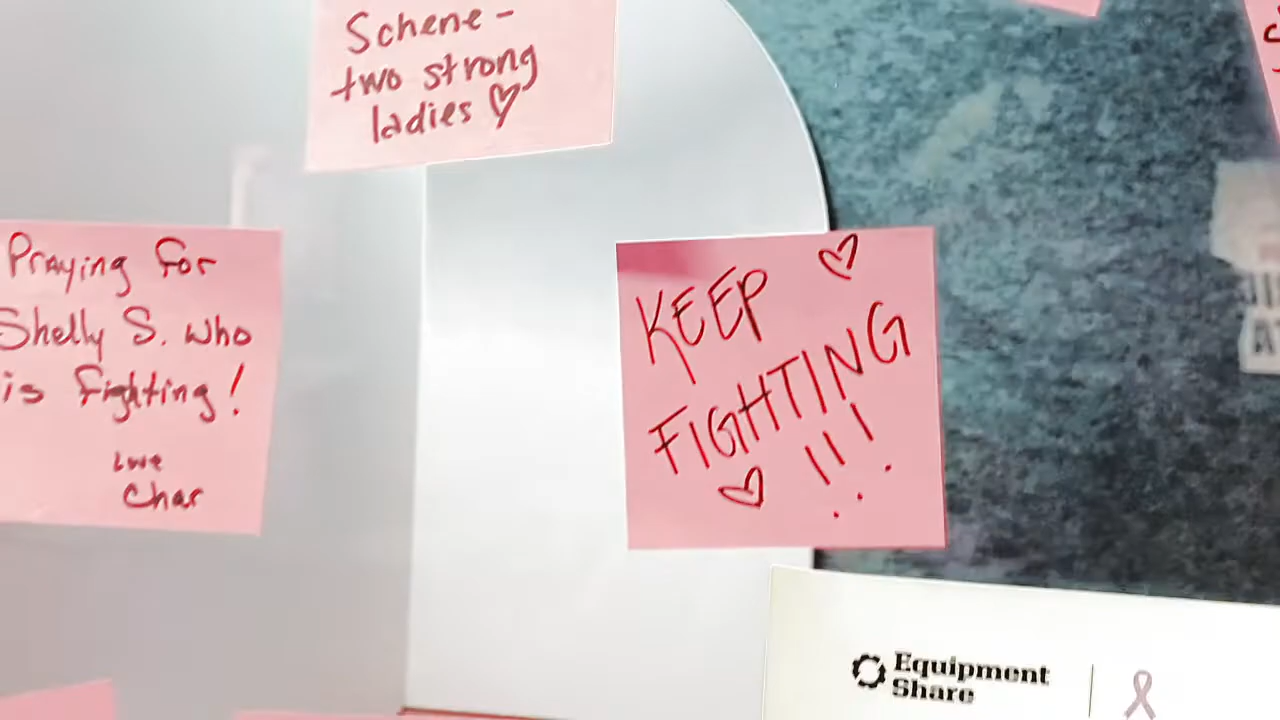 Schene -
two strong
ladies ♡
Praying for
Shelly S. who
is fighting!
Love
Char
KEEP ♡
FIGHTING
♡ !!!
Equipment
Share